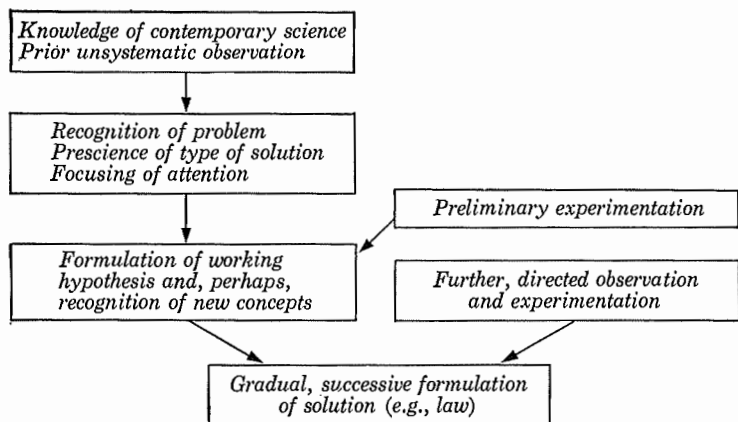 Knowledge of contemporary science
Prior unsystematic observation
Recognition of problem
Prescience of type of solution
Focusing of attention
Preliminary experimentation
Formulation of working
hypothesis and, perhaps,
recognition of new concepts
Further, directed observation
and experimentation
Gradual, successive formulation
of solution (e.g., law)